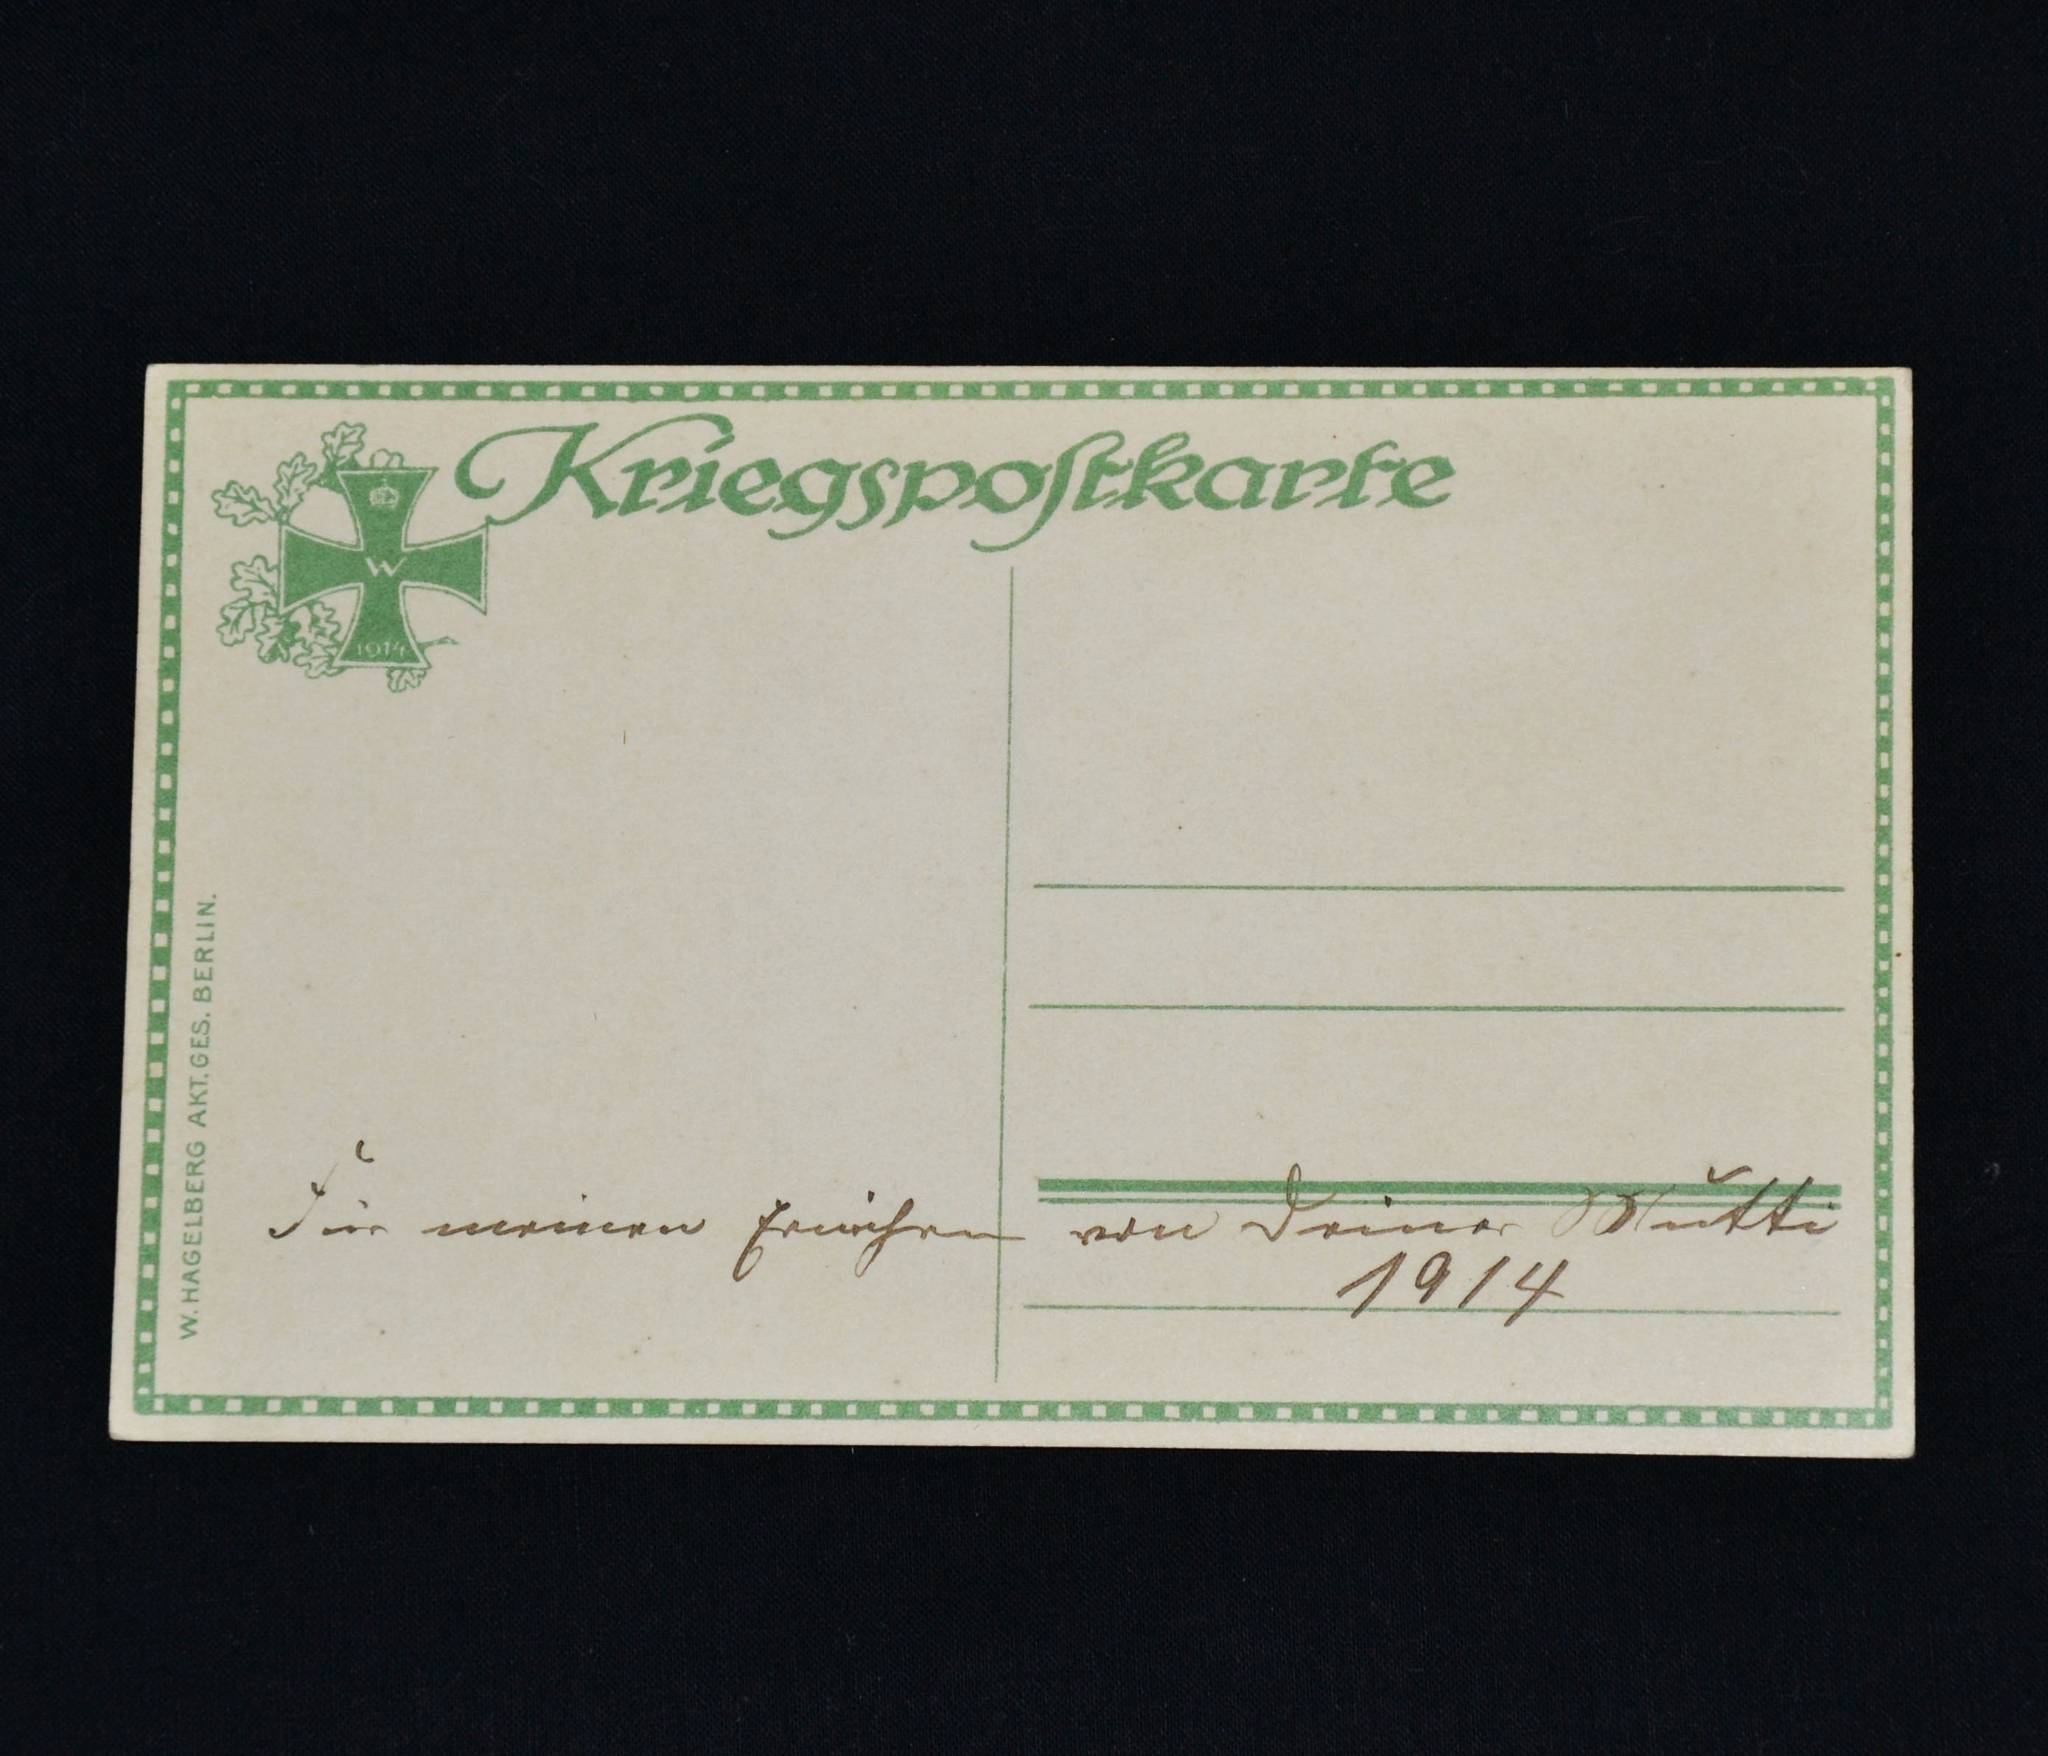 Kriegspostkarte
W
1914
W. HAGELBERG AKT. GES. BERLIN.
Für meinen von Deiner Mutti
1914